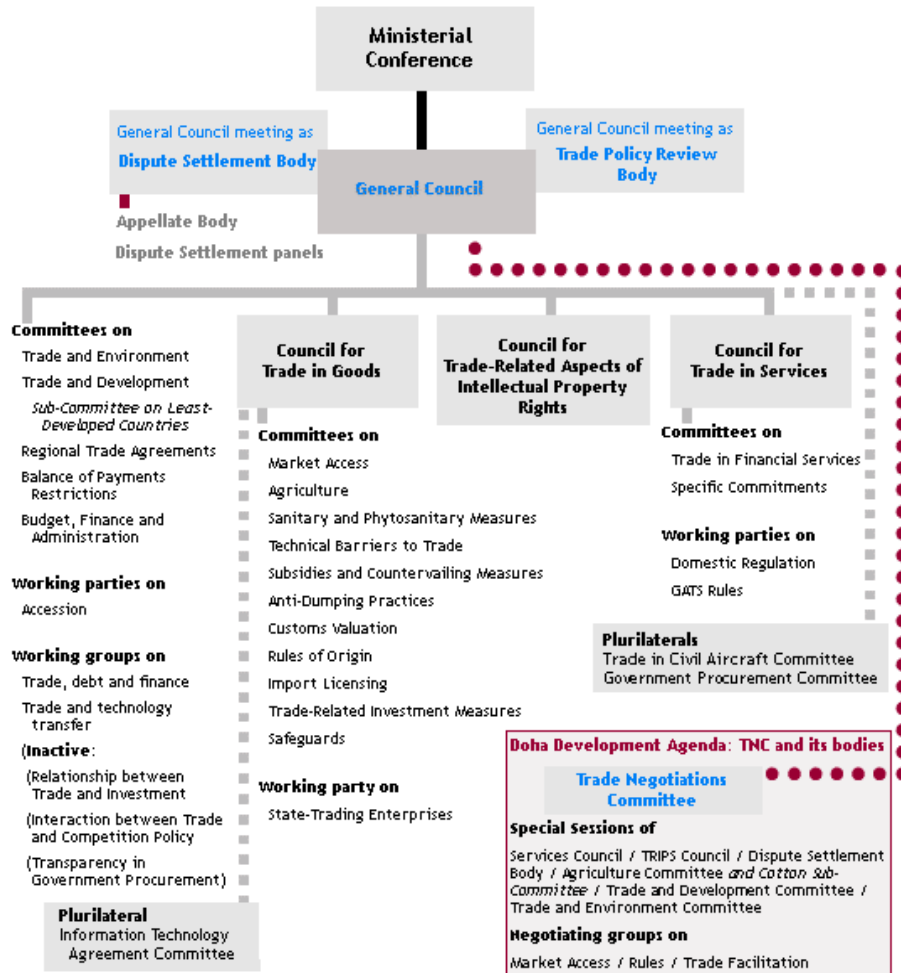 Ministerial
Conference
General Council meeting as
Dispute Settlement Body
General Council meeting as
Trade Policy Review
Body
General Council
Appellate Body
Dispute Settlement panels
Committees on
Trade and Environment
Trade and Development
Sub-Committee on Least-
Developed Countries
Regional Trade Agreements
Balance of Payments
Restrictions
Budget, Finance and
Administration
Working parties on
Accession
Working groups on
Trade, debt and finance
Trade and technology
transfer
(Inactive:
(Relationship between
Trade and Investment
(Interaction between Trade
and Competition Policy
(Transparency in
Government Procurement)
Plurilateral
Information Technology
Agreement Committee
Council for
Trade in Goods
Committees on
Market Access
Agriculture
Sanitary and Phytosanitary Measures
Technical Barriers to Trade
Subsidies and Countervailing Measures
Anti-Dumping Practices
Customs Valuation
Rules of Origin
Import Licensing
Trade-Related Investment Measures
Safeguards
Working party on
State-Trading Enterprises
Council for
Trade-Related Aspects of
Intellectual Property
Rights
Council for
Trade in Services
Committees on
Trade in Financial Services
Specific Commitments
Working parties on
Domestic Regulation
GATS Rules
Plurilaterals
Trade in Civil Aircraft Committee
Government Procurement Committee
Doha Development Agenda: TNC and its bodies
Trade Negotiations
Committee
Special Sessions of
Services Council / TRIPS Council / Dispute Settlement
Body / Agriculture Committee and Cotton Sub-
Committee / Trade and Development Committee /
Trade and Environment Committee
Negotiating groups on
Market Access / Rules / Trade Facilitation